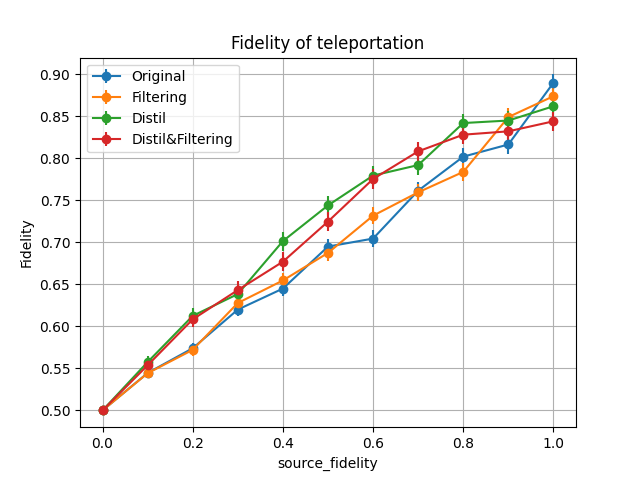 Fidelity of teleportation
Original
Filtering
Distil
Distil&Filtering
0.90
0.85
0.80
0.75
0.70
0.65
0.60
0.55
0.50
Fidelity
0.0 0.2 0.4 0.6 0.8 1.0
source_fidelity